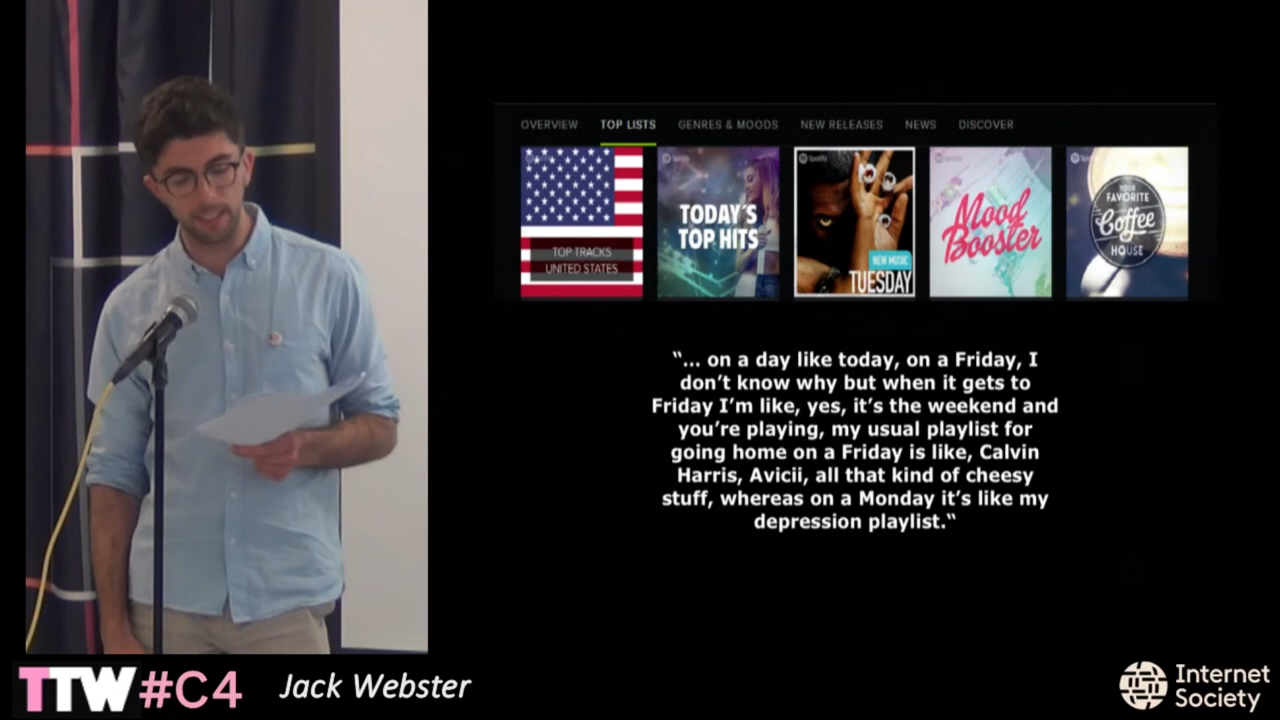 OVERVIEW TOP LISTS GENRES & MOODS NEW RELEASES NEWS DISCOVER
TOP TRACKS
UNITED STATES
TODAY'S
TOP HITS
Spotify
NEW MUSIC
TUESDAY
Mood
Booster
YOUR
FAVORITE
Coffee
HOUSE
“... on a day like today, on a Friday, I
don’t know why but when it gets to
Friday I’m like, yes, it’s the weekend and
you’re playing, my usual playlist for
going home on a Friday is like, Calvin
Harris, Avicii, all that kind of cheesy
stuff, whereas on a Monday it’s like my
depression playlist.“
TTW#C4
Jack Webster
Internet
Society